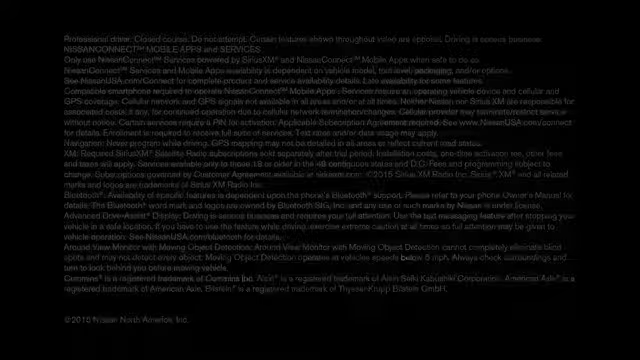 Professional driver. Closed course. Do not attempt. Certain features shown throughout video are optional. Driving is serious business.
NISSANCONNECT℠ MOBILE APPS and SERVICES
Only use NissanConnect℠ Services powered by SiriusXM® and NissanConnect℠ Mobile Apps when safe to do so.
NissanConnect℠ Services and Mobile Apps availability is dependent on vehicle model, trim level, packaging, and/or options.
See NissanUSA.com/Connect for complete product and service availability details. Late availability for some features.
Compatible smartphone required to operate NissanConnect℠ Mobile Apps. Services require an operating vehicle device and cellular and
GPS coverage. Cellular network and GPS signals not available in all areas and/or at all times. Neither Nissan nor Sirius XM are responsible for
associated costs, if any, for continued operation due to cellular network termination/changes. Cellular provider may terminate/restrict service
without notice. Certain services require a PIN for activation. Applicable Subscription Agreement required. See www.NissanUSA.com/connect
for details. Enrollment is required to receive full suite of services. Text rates and/or data usage may apply.
Navigation: Never program while driving. GPS mapping may not be detailed in all areas or reflect current road status.
XM: Required SiriusXM® Satellite Radio subscriptions sold separately after trial period. Installation costs, one-time activation fee, other fees
and taxes will apply. Services available only to those 18 or older in the 48 contiguous states and D.C. Fees and programming subject to
change. Subscriptions governed by Customer Agreement available at siriusxm.com. ©2015 Sirius XM Radio Inc. Sirius®, XM® and all related
marks and logos are trademarks of Sirius XM Radio Inc.
Bluetooth®: Availability of specific features is dependent upon the phone's Bluetooth® support. Please refer to your phone Owner's Manual for
details. The Bluetooth® word mark and logos are owned by Bluetooth SIG, Inc. and any use of such marks by Nissan is under license.
Advanced Drive-Assist® Display: Driving is serious business and requires your full attention. Use the text messaging feature after stopping your
vehicle in a safe location. If you have to use the feature while driving, exercise extreme caution at all times so full attention may be given to
vehicle operation. See NissanUSA.com/bluetooth for details.
Around View Monitor with Moving Object Detection: Around View Monitor with Moving Object Detection cannot completely eliminate blind
spots and may not detect every object. Moving Object Detection operates at vehicle speeds below 5 mph. Always check surroundings and
turn to look behind you before moving vehicle.
Cummins® is a registered trademark of Cummins Inc. Aisin® is a registered trademark of Aisin Seiki Kabushiki Corporation. American Axle® is a
registered trademark of American Axle. Bilstein® is a registered trademark of ThyssenKrupp Bilstein GmbH.
©2015 Nissan North America, Inc.